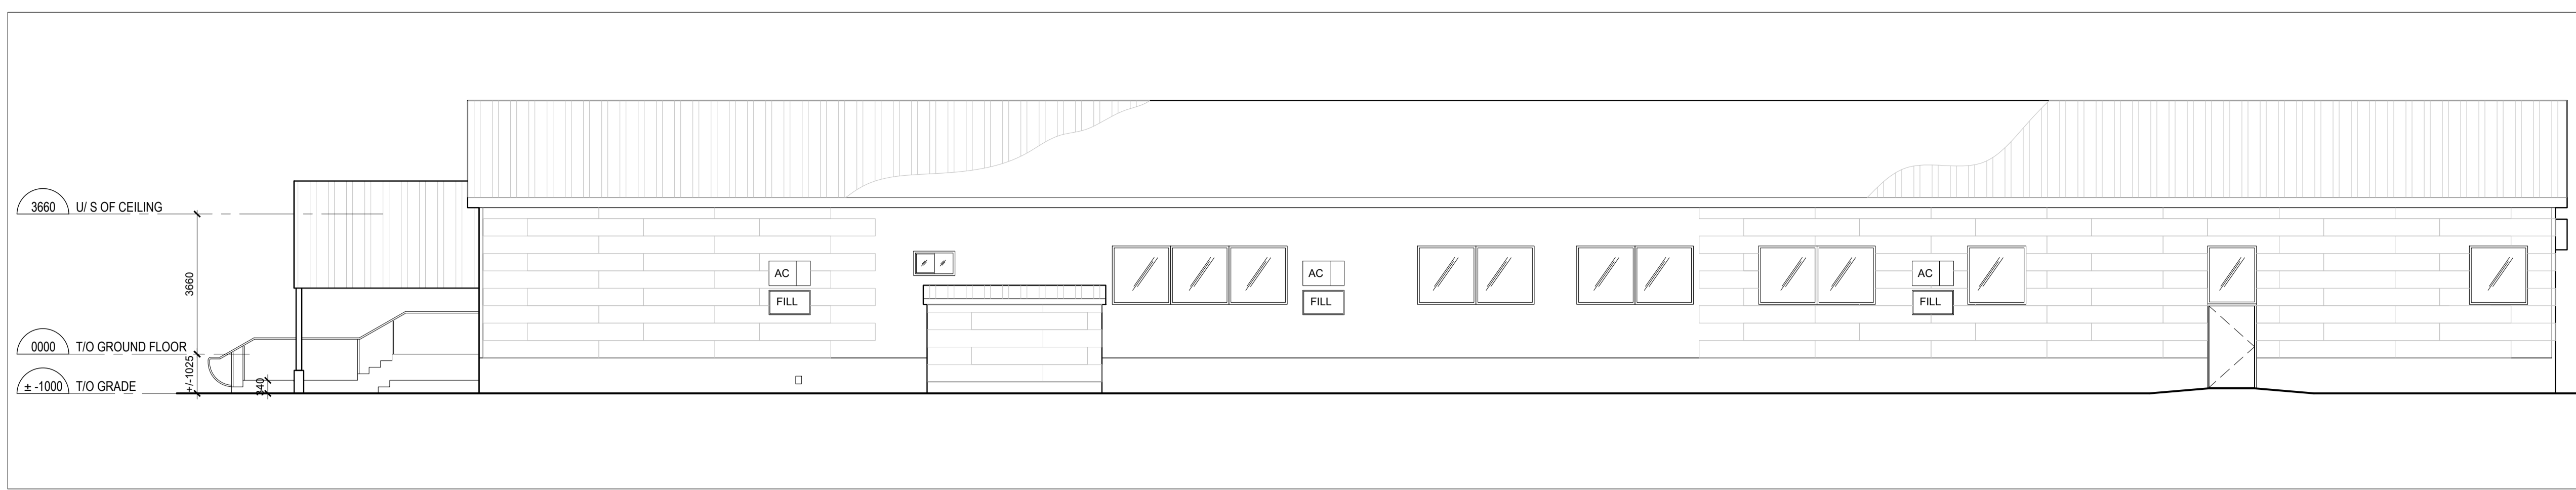 3660 U/ S OF CEILING
3660
0000 T/O GROUND FLOOR
+/-1025
± -1000 T/O GRADE
340
AC
FILL
AC
FILL
AC
FILL